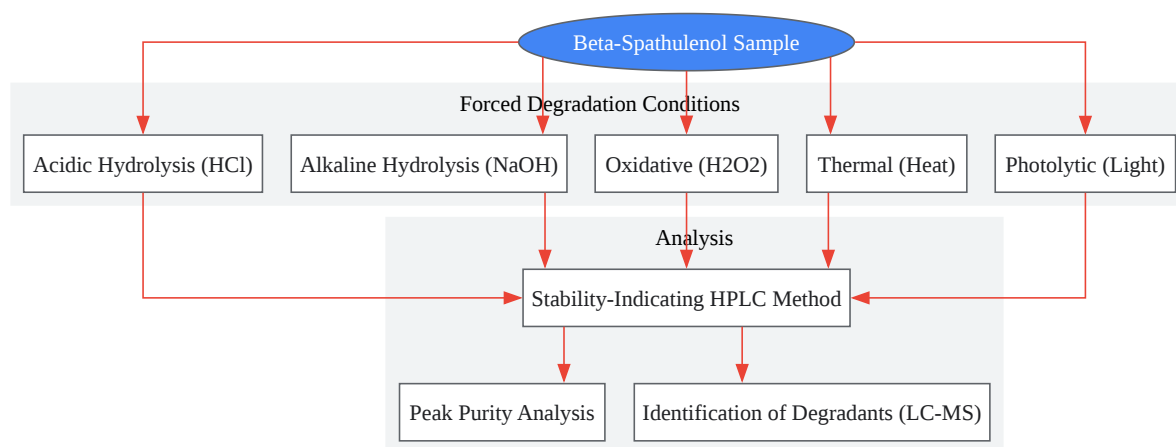 Beta-Spathulenol Sample
Forced Degradation Conditions
Acidic Hydrolysis (HCl)
Alkaline Hydrolysis (NaOH)
Oxidative (H2O2)
Thermal (Heat)
Photolytic (Light)
Analysis
Stability-Indicating HPLC Method
Peak Purity Analysis
Identification of Degradants (LC-MS)